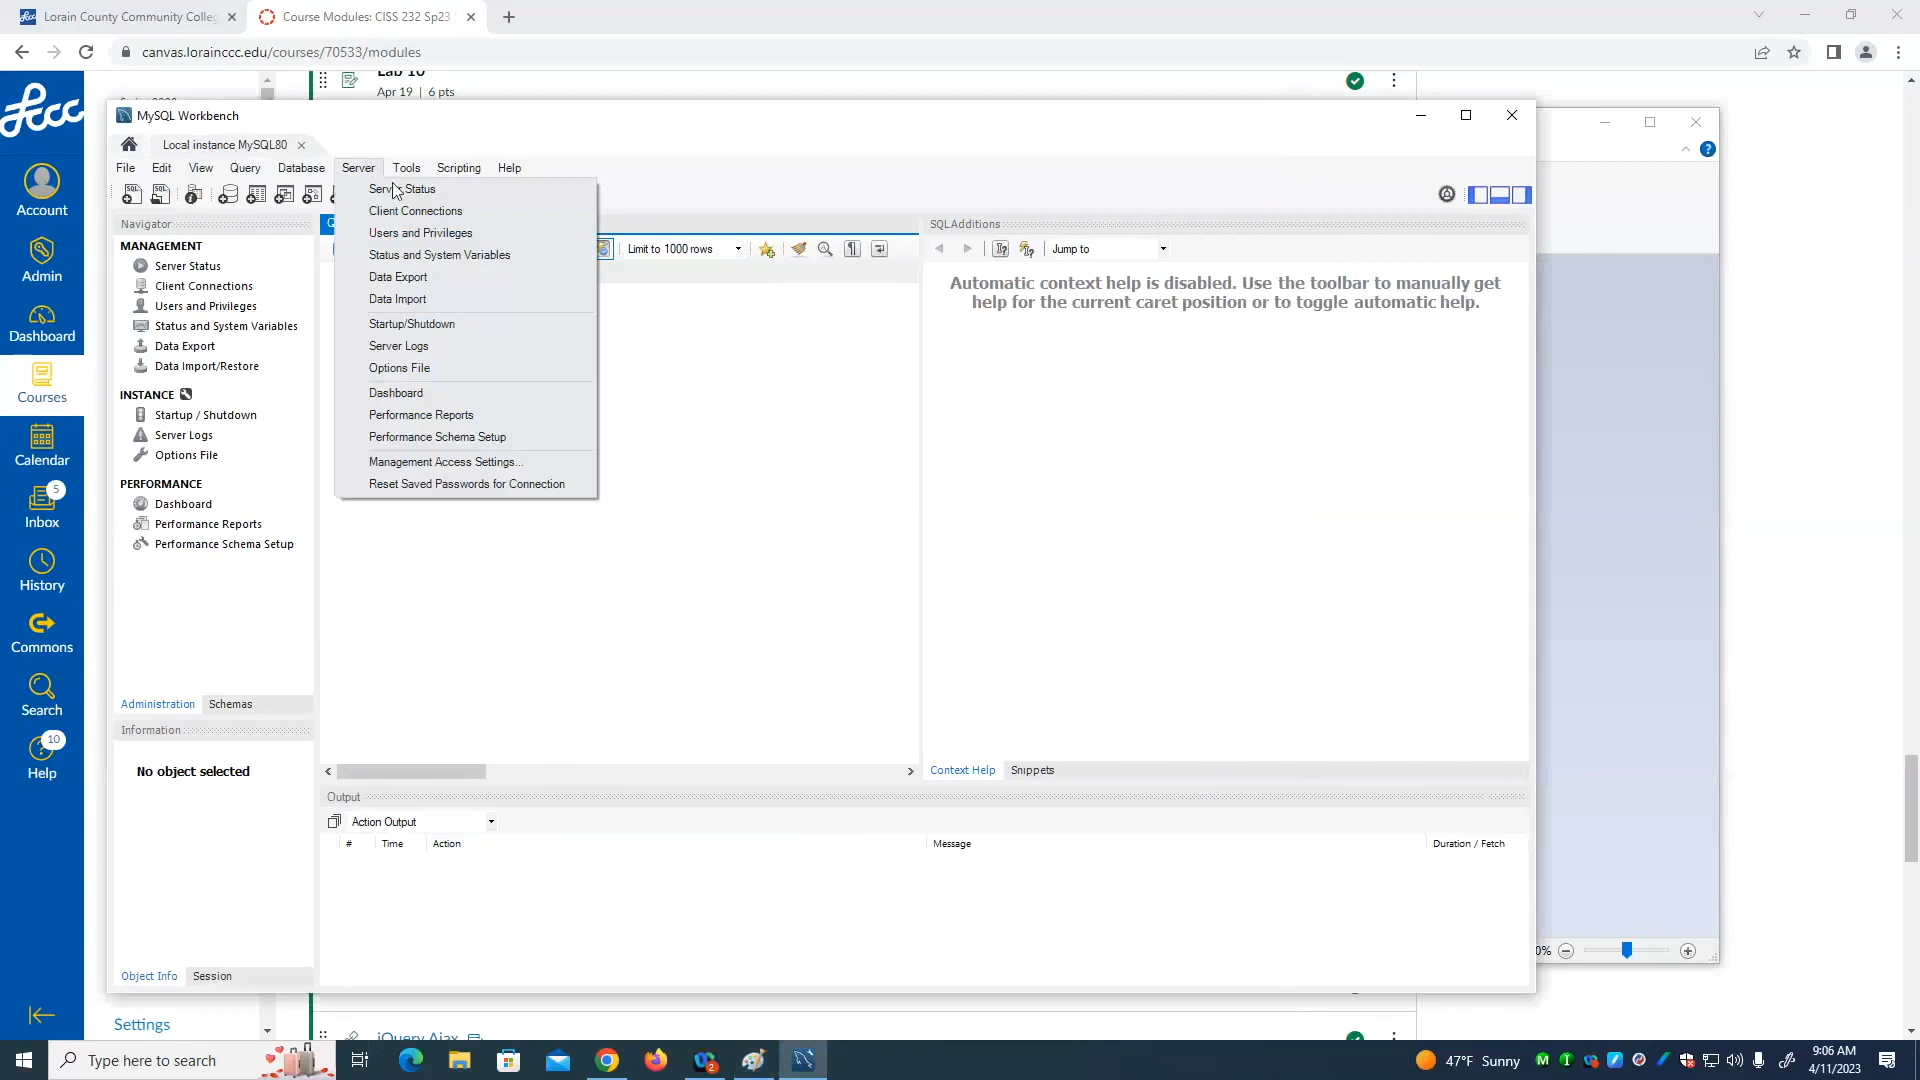 Lorain County Community Colleg
Course Modules: CISS 232 Sp23
canvas.lorainccc.edu/courses/70533/modules
lccc
Account
Admin
Dashboard
Courses
Calendar
5
Inbox
History
Commons
Search
10
Help
Lab 10
Apr 19 | 6 pts
MySQL Workbench
Local instance MySQL80
File Edit View Query Database Server Tools Scripting Help
Server Status
Client Connections
Users and Privileges
Status and System Variables
Data Export
Data Import
Startup/Shutdown
Server Logs
Options File
Dashboard
Performance Reports
Performance Schema Setup
Management Access Settings...
Reset Saved Passwords for Connection
Navigator
MANAGEMENT
Server Status
Client Connections
Users and Privileges
Status and System Variables
Data Export
Data Import/Restore
INSTANCE
Startup / Shutdown
Server Logs
Options File
PERFORMANCE
Dashboard
Performance Reports
Performance Schema Setup
Administration Schemas
Information
No object selected
Object Info Session
Limit to 1000 rows
SQLAdditions
Jump to
Automatic context help is disabled. Use the toolbar to manually get
help for the current caret position or to toggle automatic help.
Context Help Snippets
Output
Action Output
# Time Action Message Duration / Fetch
0%
Settings
jQuery Ajax
Type here to search
2
47°F Sunny
9:06 AM
4/11/2023